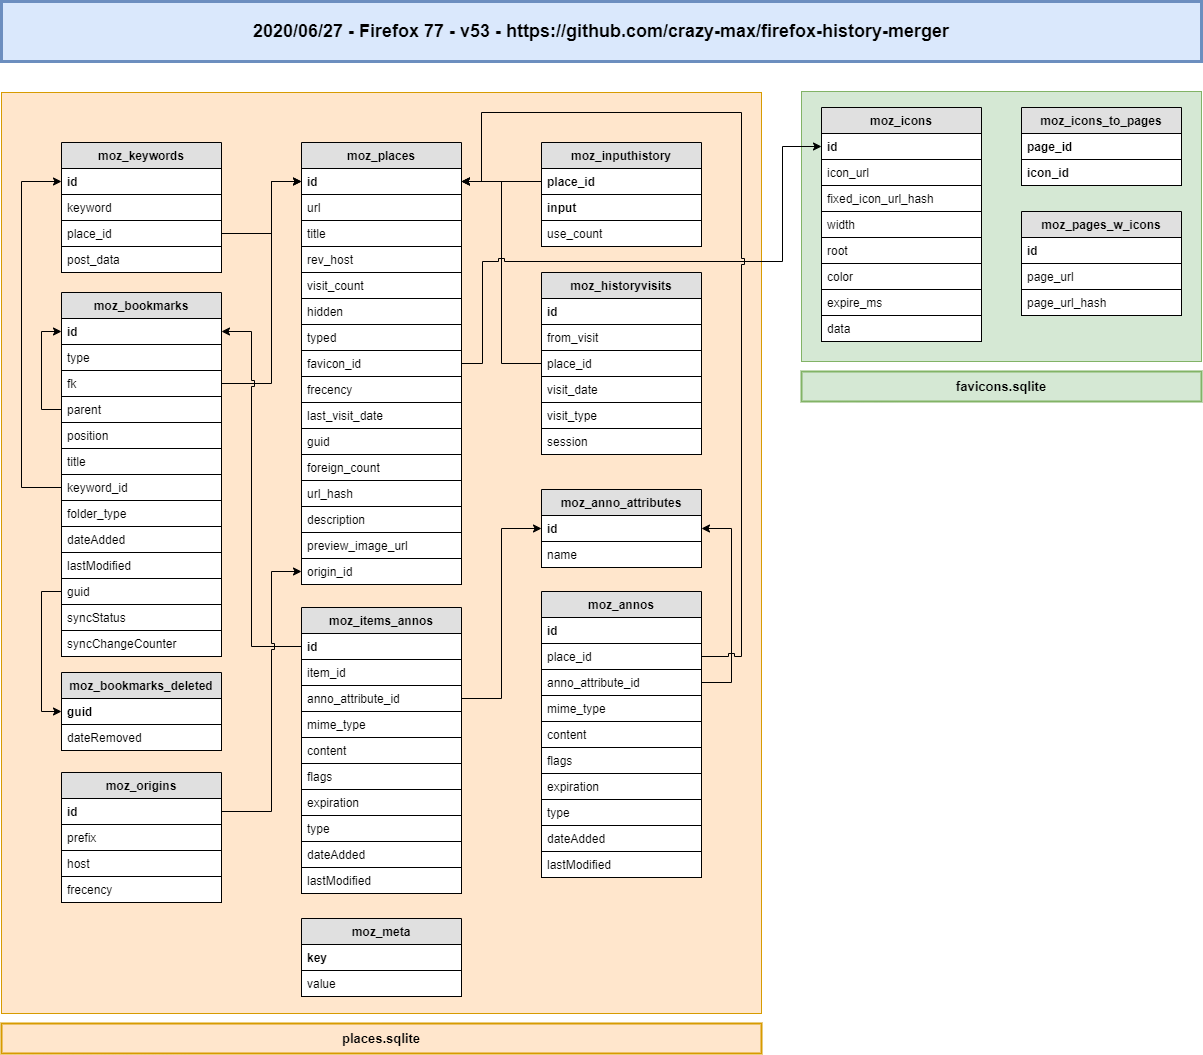 2020/06/27 - Firefox 77 - v53 - https://github.com/crazy-max/firefox-history-merger
moz_keywords
id
keyword
place_id
post_data
moz_bookmarks
id
type
fk
parent
position
title
keyword_id
folder_type
dateAdded
lastModified
guid
syncStatus
syncChangeCounter
moz_bookmarks_deleted
guid
dateRemoved
moz_origins
id
prefix
host
frecency
moz_places
id
url
title
rev_host
visit_count
hidden
typed
favicon_id
frecency
last_visit_date
guid
foreign_count
url_hash
description
preview_image_url
origin_id
moz_items_annos
id
item_id
anno_attribute_id
mime_type
content
flags
expiration
type
dateAdded
lastModified
moz_meta
key
value
moz_inputhistory
place_id
input
use_count
moz_historyvisits
id
from_visit
place_id
visit_date
visit_type
session
moz_anno_attributes
id
name
moz_annos
id
place_id
anno_attribute_id
mime_type
content
flags
expiration
type
dateAdded
lastModified
places.sqlite
moz_icons
id
icon_url
fixed_icon_url_hash
width
root
color
expire_ms
data
moz_icons_to_pages
page_id
icon_id
moz_pages_w_icons
id
page_url
page_url_hash
favicons.sqlite